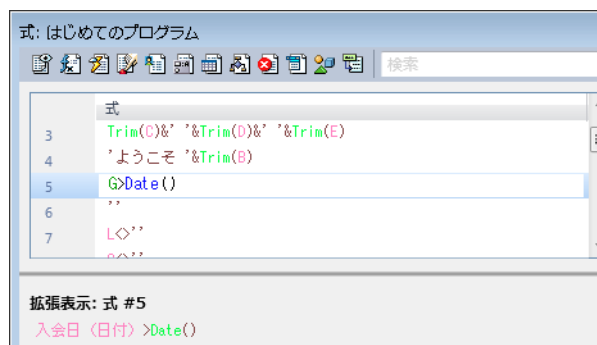 式: はじめてのプログラム
検索
式
3 Trim(C)&' '&Trim(D)&' '&Trim(E)
4 'ようこそ '&Trim(B)
5 G>Date()
6 ''
7 L<>''
拡張表示: 式 #5
入会日（日付）>Date()